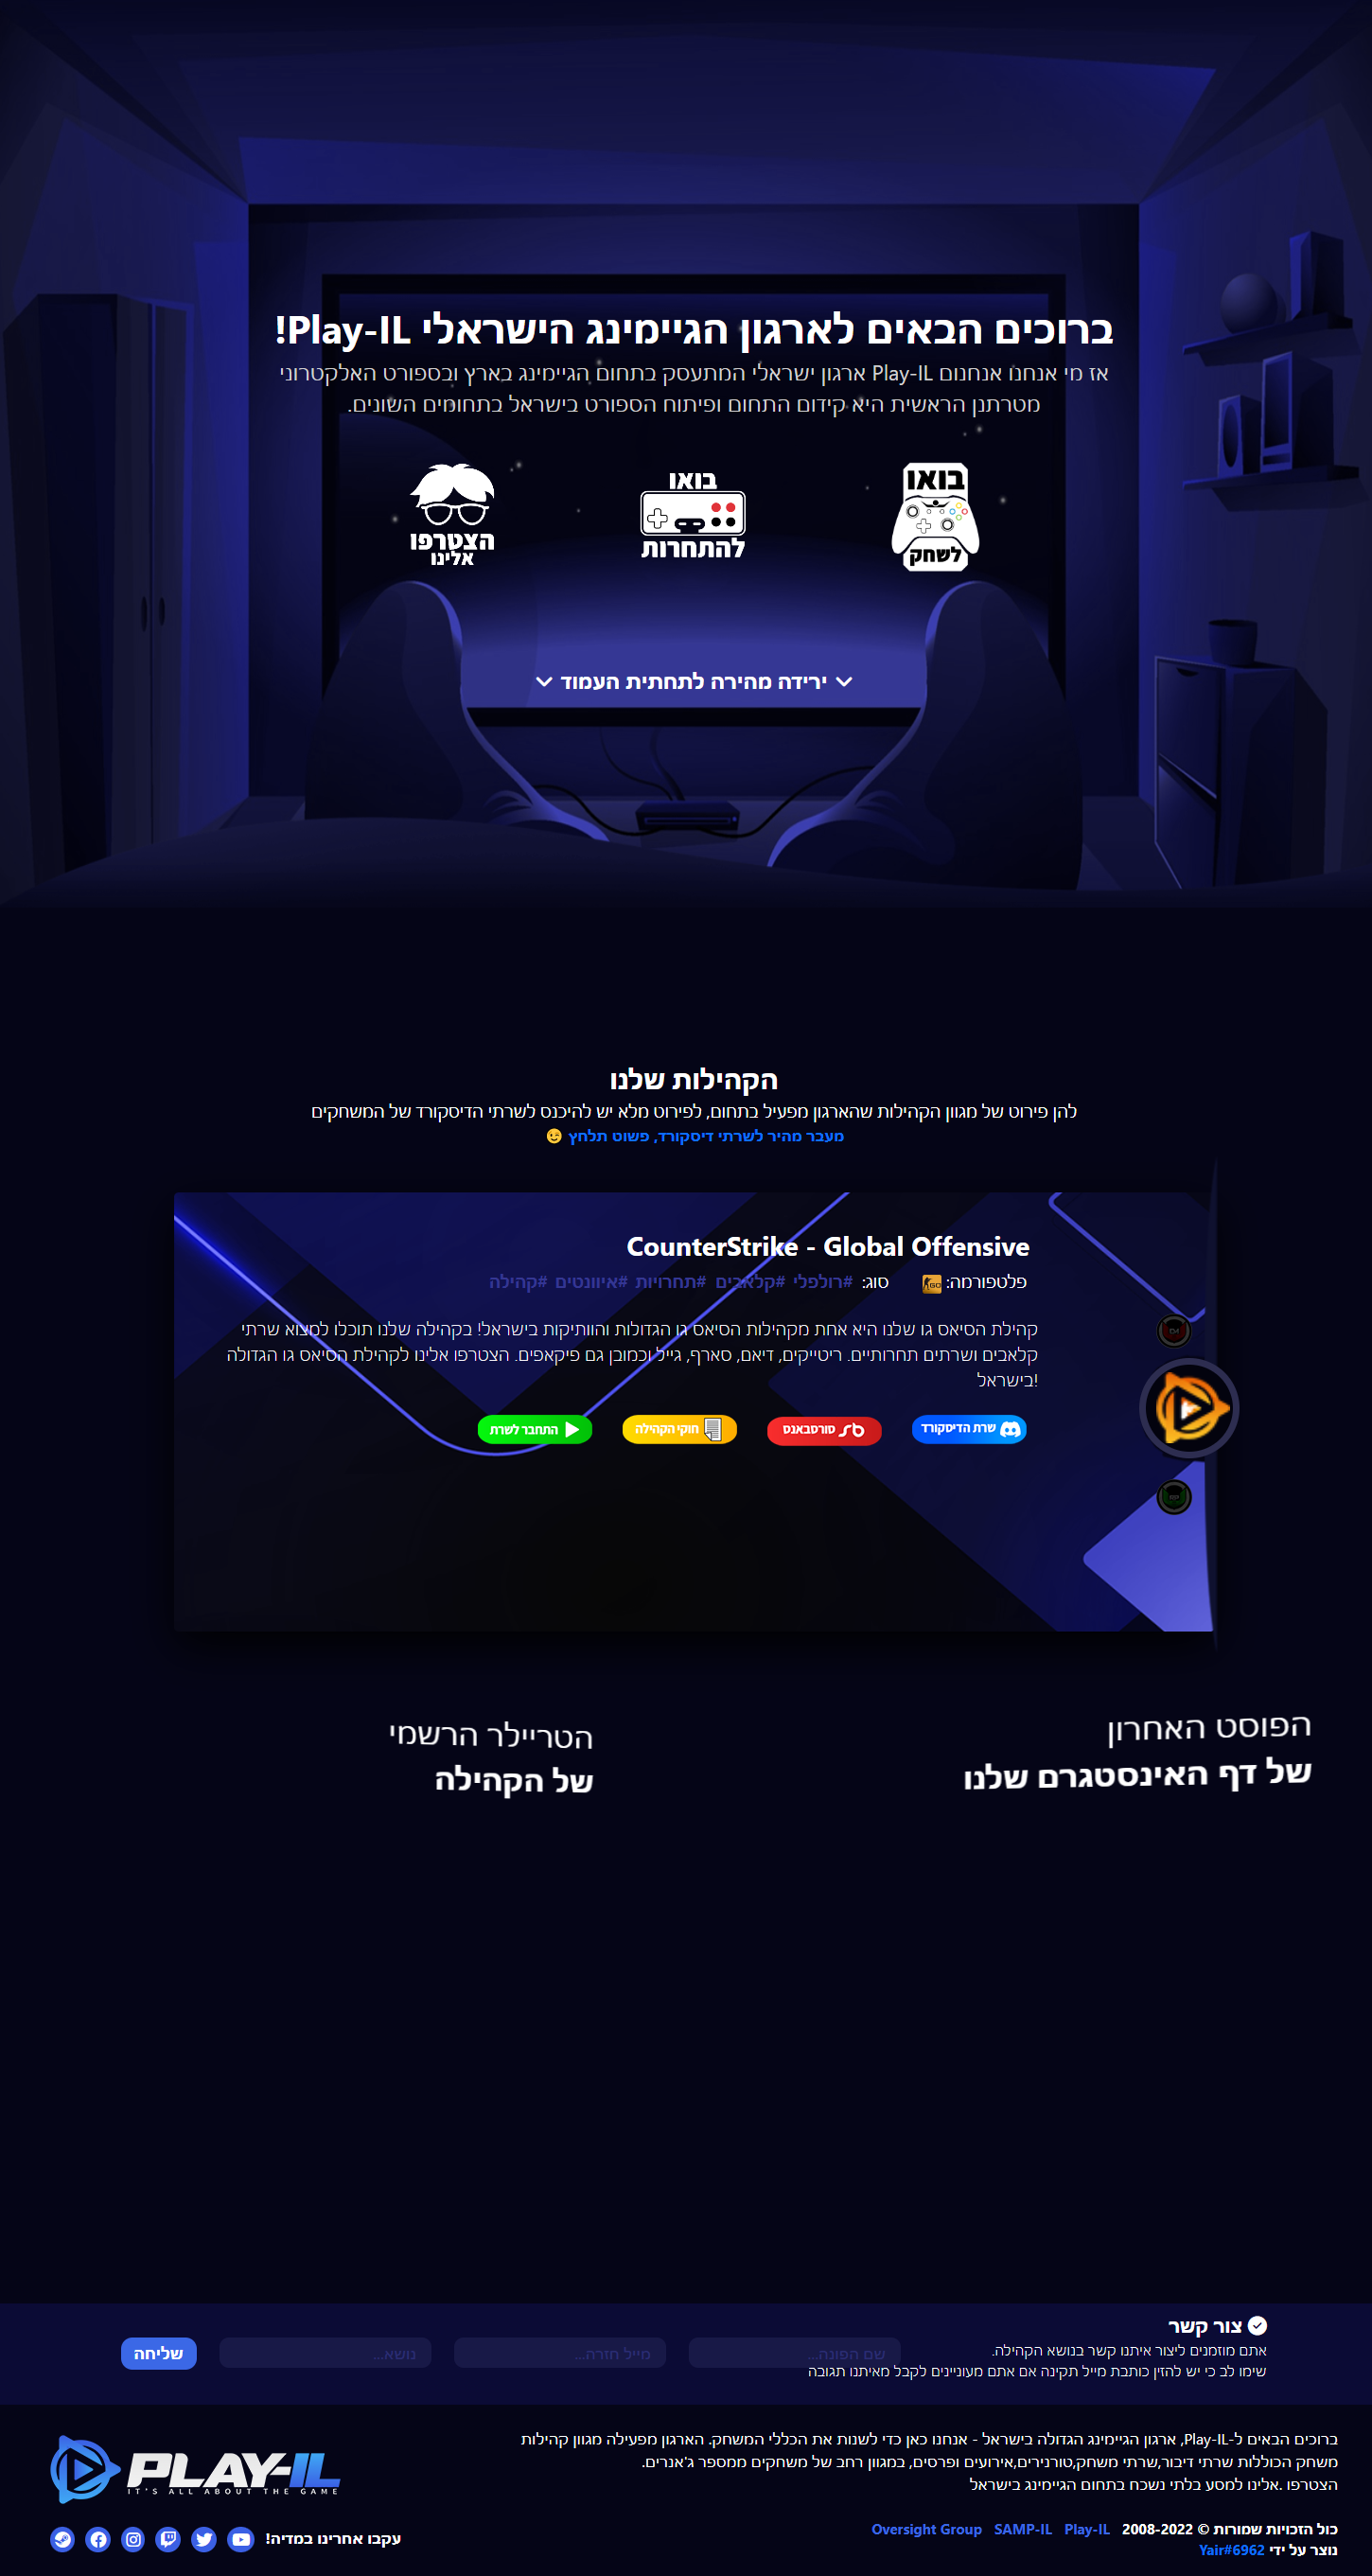 ברוכים הבאים לארגון הגיימינג הישראלי Play-IL!
אז מי אנחנו אנחנום Play-IL ארגון ישראלי המתעסק בתחום הגיימינג בארץ ובספורט האלקטרוני
מטרתנן הראשית היא קידום התחום ופיתוח הספורט בישראל בתחומים השונים.
בואו
לשחק
בואו
להתחרות
הצטרפו
אלינו
ירידה מהירה לתחתית העמוד
הקהילות שלנו
להן פירוט של מגוון הקהילות שהארגון מפעיל בתחום, לפירוט מלא יש להיכנס לשרתי הדיסקורד של המשחקים
מעבר מהיר לשרתי דיסקורד, פשוט תלחץ 😉
CounterStrike - Global Offensive
פלטפורמה: GO סוג: #רולפלי #קלאבים #תחרויות #איוונטים #קהילה
קהילת הסיאס גו שלנו היא אחת מקהילות הסיאס גו הגדולות והוותיקות בישראל! בקהילה שלנו תוכלו למצוא שרתי
קלאבים ושרתים תחרותיים. ריטייקים, דיאם, סארף, גייל וכמובן גם פיקאפים. הצטרפו אלינו לקהילת הסיאס גו הגדולה
!בישראל
שרת הדיסקורד
סורסבאנס
חוקי הקהילה
התחבר לשרת
הפוסט האחרון
של דף האינסטגרם שלנו
הטריילר הרשמי
של הקהילה
צור קשר
אתם מוזמנים ליצור איתנו קשר בנושא הקהילה.
שימו לב כי יש להזין כותבת מייל תקינה אם אתם מעוניינים לקבל מאיתנו תגובה
שם הפונה...
מייל חזרה...
נושא...
שליחה
ברוכים הבאים ל-Play-IL, ארגון הגיימינג הגדולה בישראל - אנחנו כאן כדי לשנות את הכללי המשחק. הארגון מפעילה מגוון קהילות
משחק הכוללות שרתי דיבור,שרתי משחק,טורנירים,אירועים ופרסים, במגוון רחב של משחקים ממספר ג'אנרים.
הצטרפו .אלינו למסע בלתי נשכח בתחום הגיימינג בישראל
כול הזכויות שמורות © 2008-2022 Play-IL SAMP-IL Oversight Group
נוצר על ידי Yair#6962
PLAY-IL
IT'S ALL ABOUT THE GAME
עקבו אחרינו במדיה!